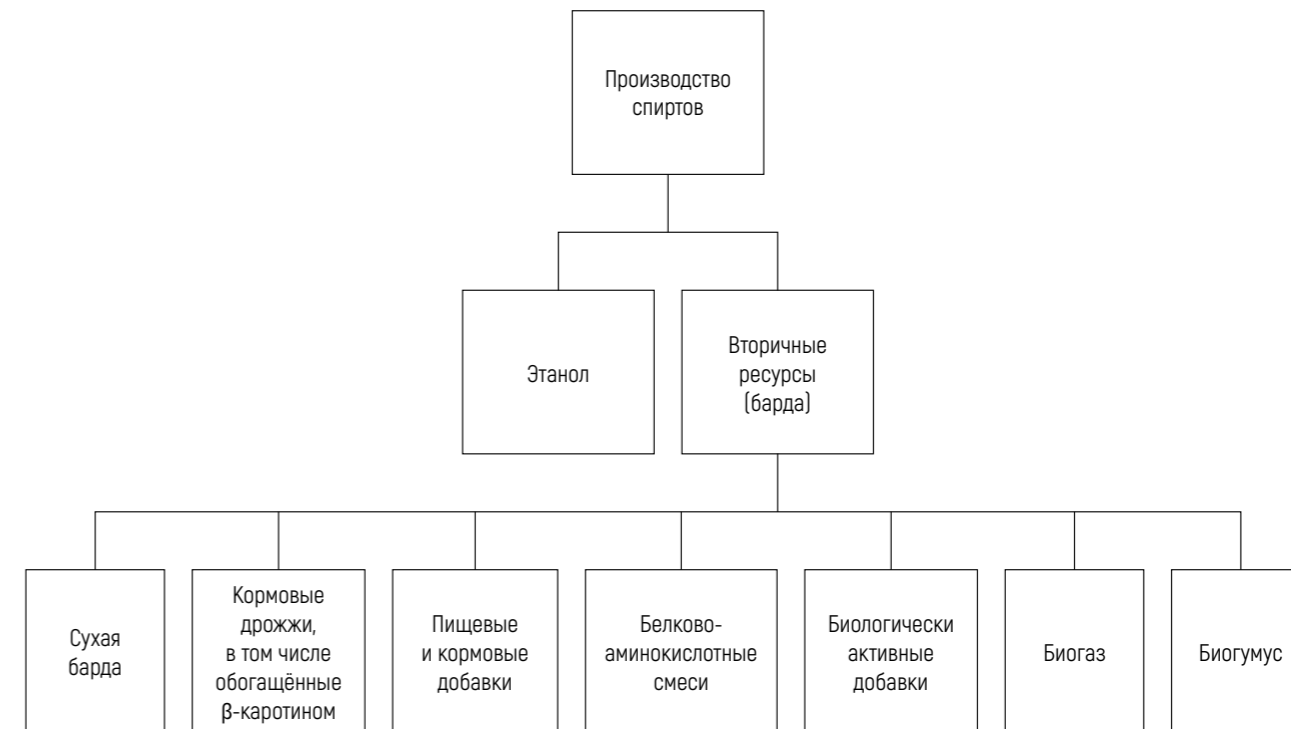 Производство
спиртов
Этанол
Вторичные
ресурсы
(барда)
Сухая
барда
Кормовые
дрожжи,
в том числе
обогащённые
β-каротином
Пищевые
и кормовые
добавки
Белково-
аминокислотные
смеси
Биологически
активные
добавки
Биогаз
Биогумус